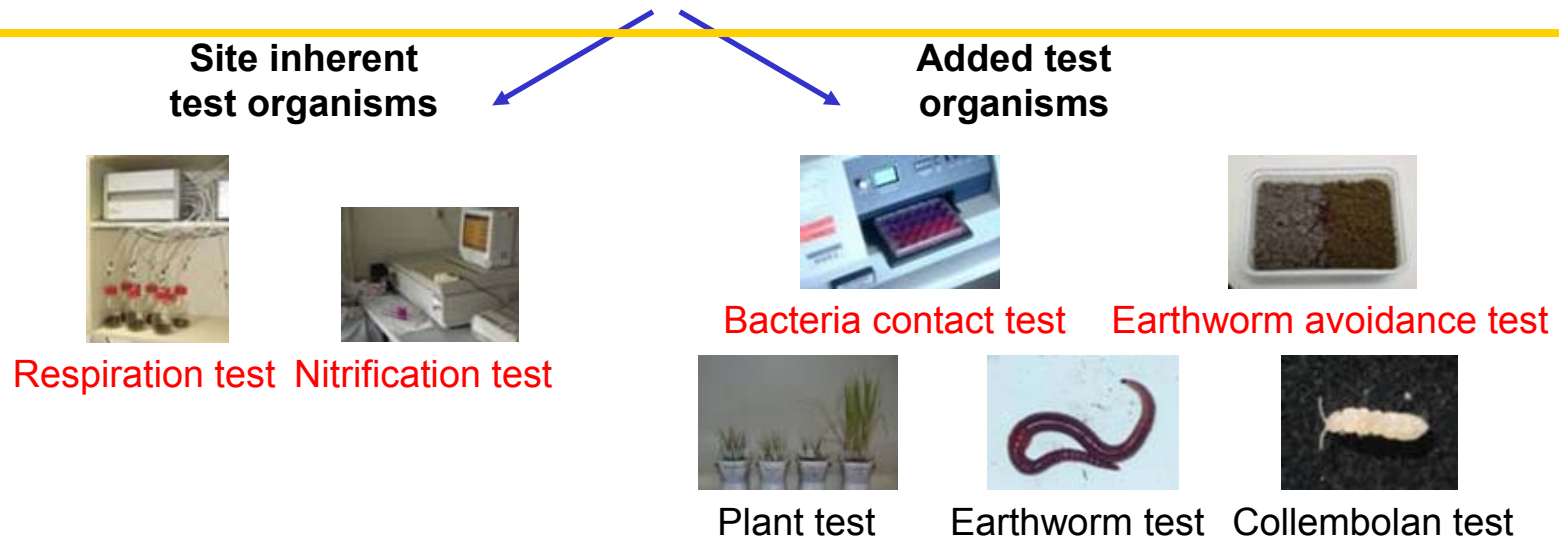 Site inherent
test organisms
Added test
organisms
Respiration test
Nitrification test
Bacteria contact test
Earthworm avoidance test
Plant test
Earthworm test
Collembolan test